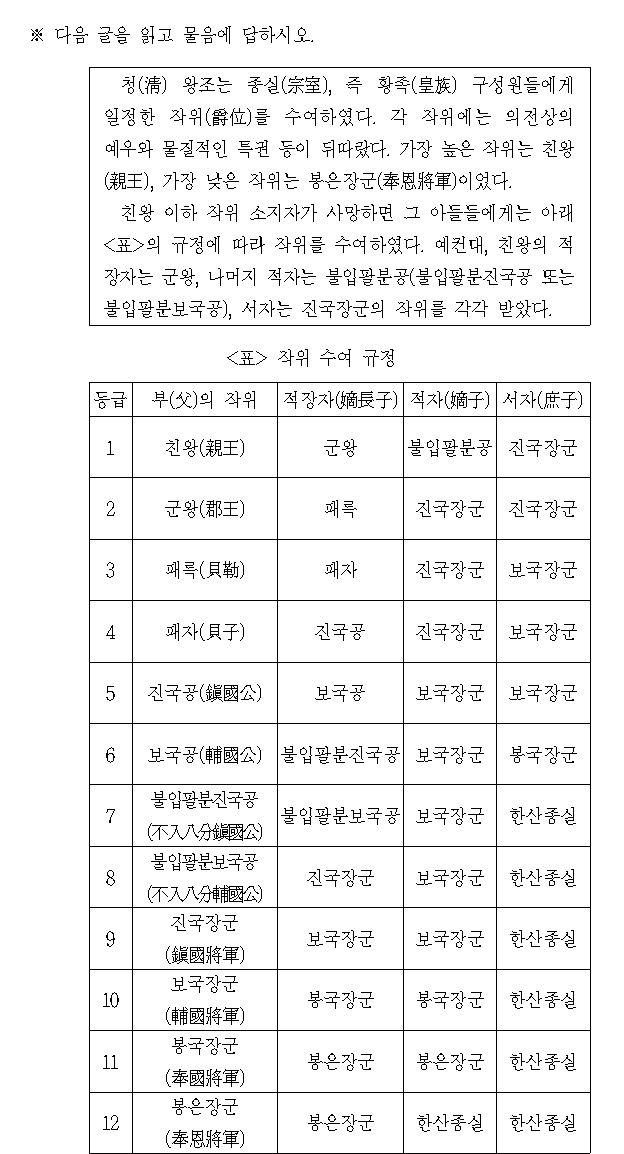 ※ 다음 글을 읽고 물음에 답하시오.
청(淸) 왕조는 종실(宗室), 즉 황족(皇族) 구성원들에게
일정한 작위(爵位)를 수여하였다. 각 작위에는 의전상의
예우와 물질적인 특권 등이 뒤따랐다. 가장 높은 작위는 친왕
(親王), 가장 낮은 작위는 봉은장군(奉恩將軍)이었다.
친왕 이하 작위 소지자가 사망하면 그 아들들에게는 아래
<표>의 규정에 따라 작위를 수여하였다. 예컨대, 친왕의 적
장자는 군왕, 나머지 적자는 불입팔분공(불입팔분진국공 또는
불입팔분보국공), 서자는 진국장군의 작위를 각각 받았다.
<표> 작위 수여 규정
등급 부(父)의 작위 적장자(嫡長子) 적자(嫡子) 서자(庶子)
1 친왕(親王) 군왕 불입팔분공 진국장군
2 군왕(郡王) 패륵 진국장군 진국장군
3 패륵(貝勒) 패자 진국장군 보국장군
4 패자(貝子) 진국공 진국장군 보국장군
5 진국공(鎭國公) 보국공 보국장군 보국장군
6 보국공(輔國公) 불입팔분진국공 보국장군 봉국장군
불입팔분진국공
7 불입팔분보국공 보국장군 한산종실
(不入八分鎭國公)
불입팔분보국공
8 진국장군 보국장군 한산종실
(不入八分輔國公)
진국장군
9 보국장군 보국장군 한산종실
(鎭國將軍)
보국장군
10 봉국장군 봉국장군 한산종실
(輔國將軍)
봉국장군
11 봉은장군 봉은장군 한산종실
(奉國將軍)
봉은장군
12 봉은장군 한산종실 한산종실
(奉恩將軍)